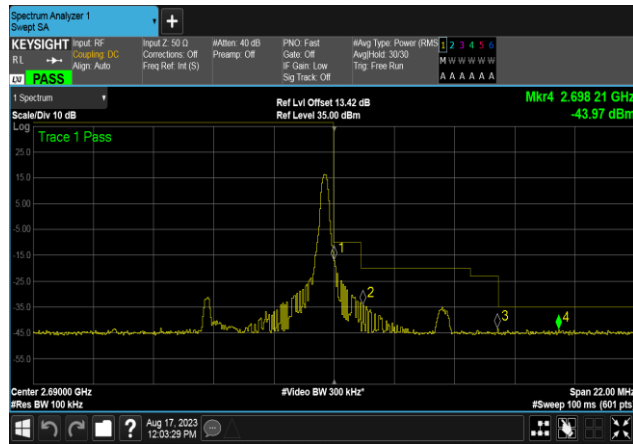 Spectrum Analyzer 1
Swept SA
+
KEYSIGHT
RL
LXI PASS
Input: RF
Coupling: DC
Align: Auto
Input Z: 50 Ω
Corrections: Off
Freq Ref: Int (S)
#Atten: 40 dB
Preamp: Off
PNO: Fast
Gate: Off
IF Gain: Low
Sig Track: Off
#Avg Type: Power (RMS
Avg|Hold: 30/30
Trig: Free Run
1 2 3 4 5 6
M W W W W W
A A A A A A
1 Spectrum
Scale/Div 10 dB
Ref Lvl Offset 13.42 dB
Ref Level 35.00 dBm
Mkr4 2.698 21 GHz
-43.97 dBm
Log
Trace 1 Pass
25.0
15.0
5.00
-5.00
-15.0
-25.0
-35.0
-45.0
-55.0
1
2
3
4
Center 2.69000 GHz
#Res BW 100 kHz
#Video BW 300 kHz*
Span 22.00 MHz
#Sweep 100 ms (601 pts)
?
Aug 17, 2023
12:03:29 PM